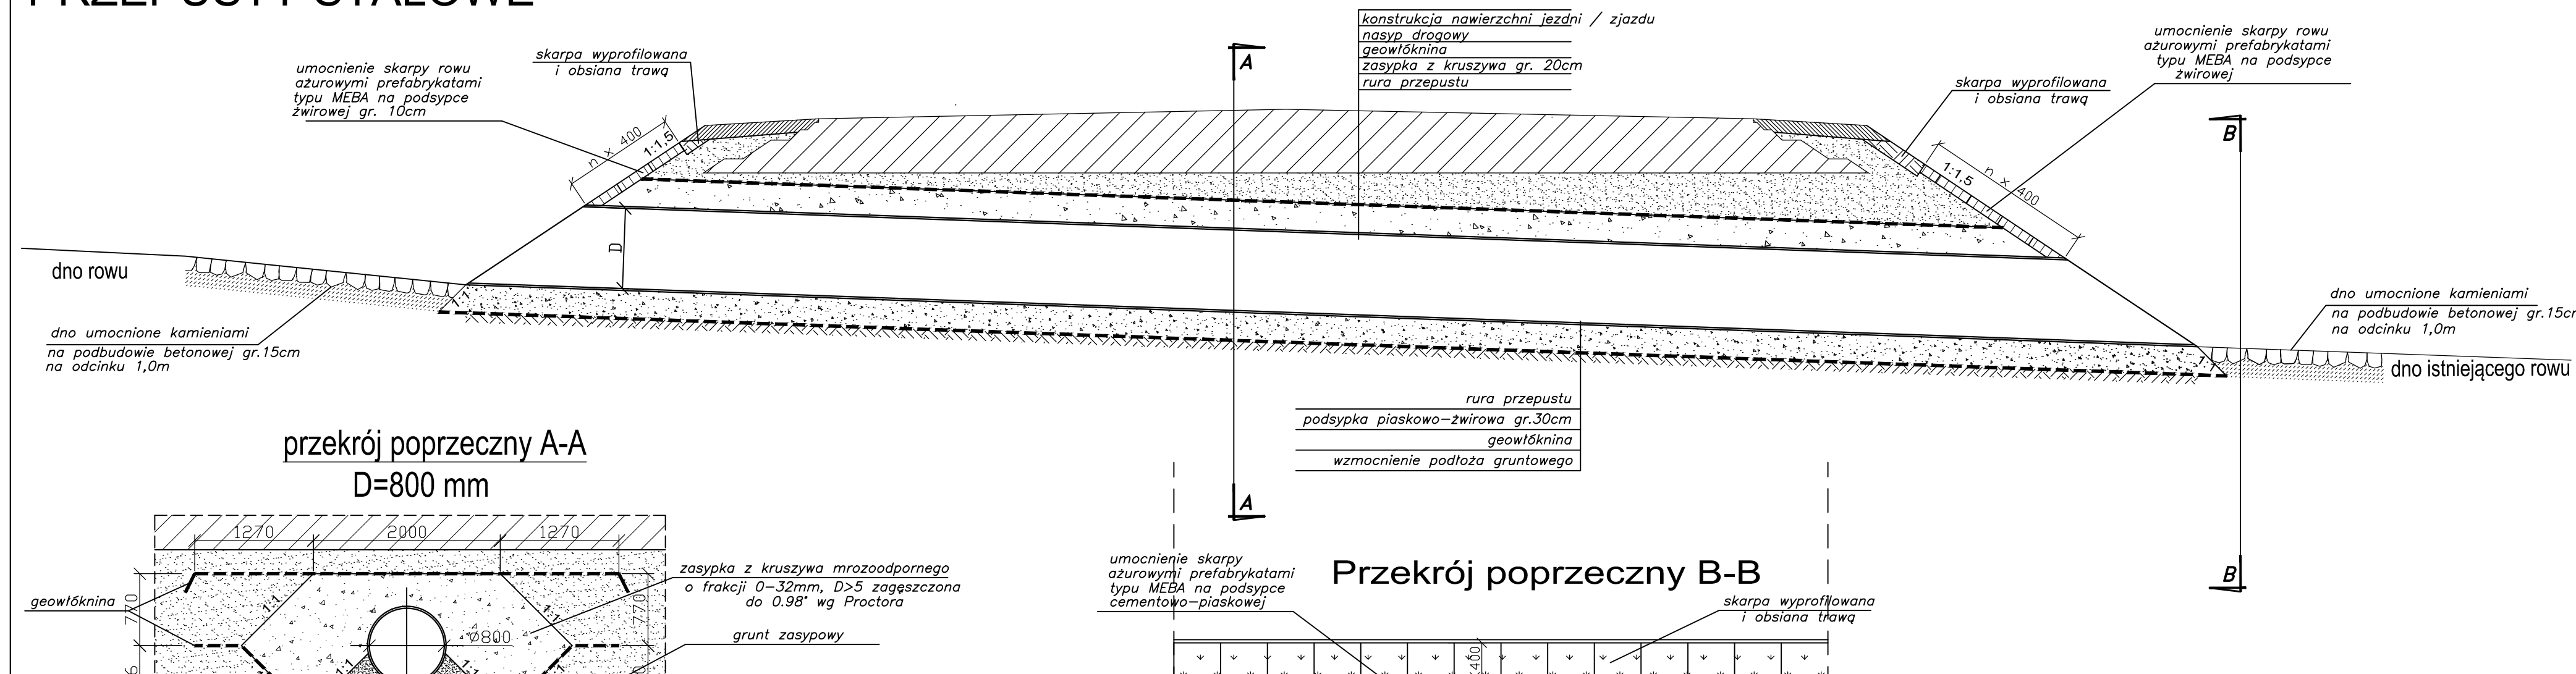 konstrukcja nawierzchni jezdni / zjazdu
nasyp drogowy
geowłóknina
zasypka z kruszywa gr. 20cm
rura przepustu
umocnienie skarpy rowu
ażurowymi prefabrykatami
typu MEBA na podsypce
żwirowej gr. 10cm
skarpa wyprofilowana
i obsiana trawą
A
umocnienie skarpy rowu
ażurowymi prefabrykatami
typu MEBA na podsypce
żwirowej
skarpa wyprofilowana
i obsiana trawą
B
n x 400
1:1,5
1:1,5
n x 400
D
dno rowu
1:1
dno umocnione kamieniami
na podbudowie betonowej gr.15cm
na odcinku 1,0m
dno umocnione kamieniami
na podbudowie betonowej gr.15cm
na odcinku 1,0m
dno istniejącego rowu
rura przepustu
podsypka piaskowo-żwirowa gr.30cm
geowłóknina
wzmocnienie podłoża gruntowego
A
B
przekrój poprzeczny A-A
D=800 mm
1270 2000 1270
770
770
1:1
1:1
geowłóknina
Ø800
zasypka z kruszywa mrozoodpornego
o frakcji 0-32mm, D>5 zagęszczona
do 0.98* wg Proctora
grunt zasypowy
1:1
1:1
Przekrój poprzeczny B-B
umocnienie skarpy
ażurowymi prefabrykatami
typu MEBA na podsypce
cementowo-piaskowej
skarpa wyprofilowana
i obsiana trawą
400